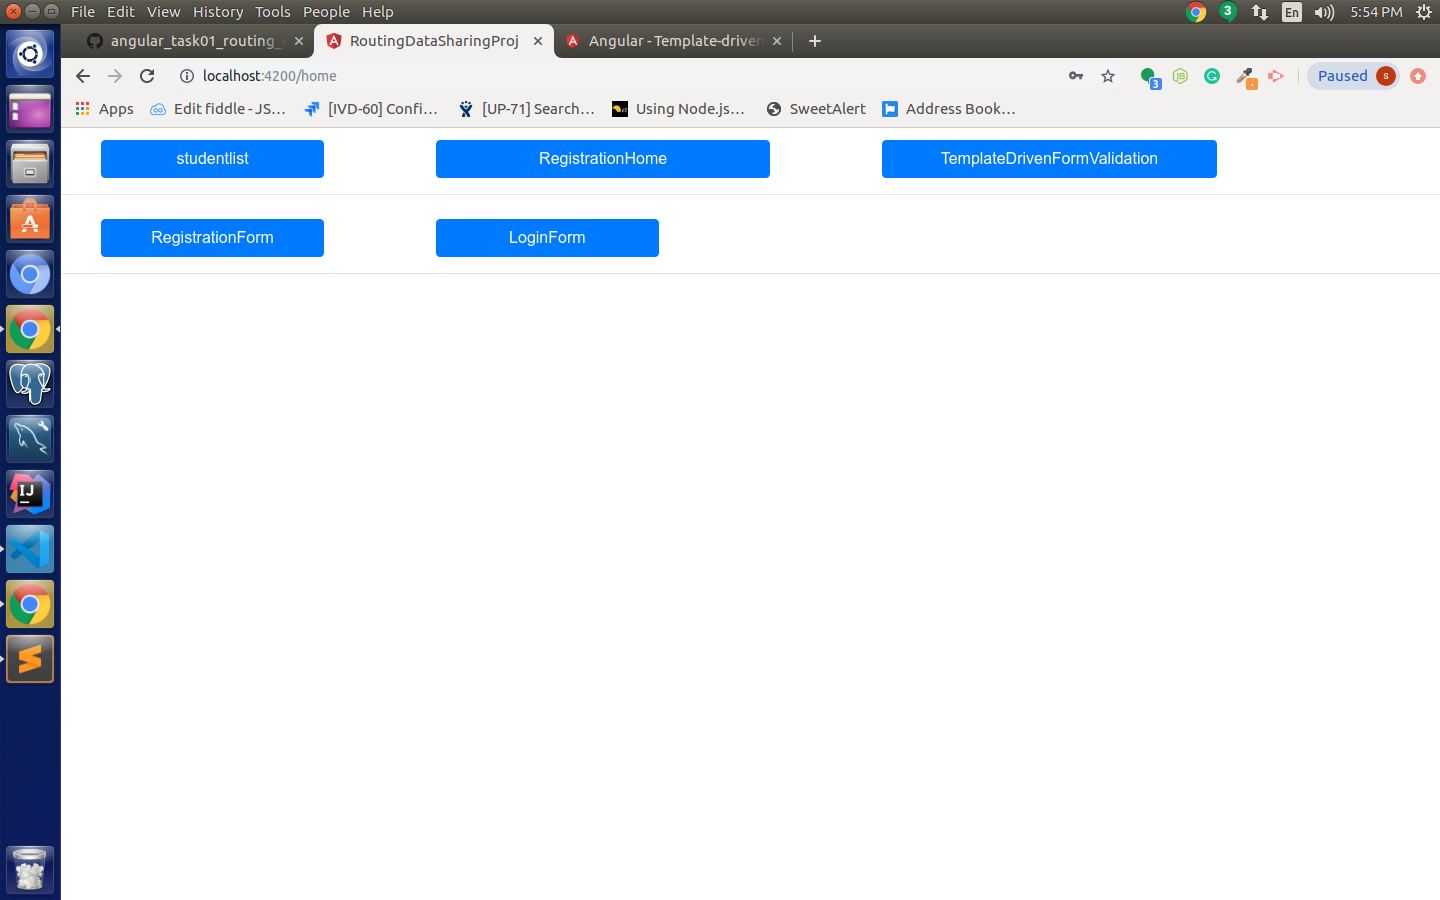 File Edit View History Tools People Help
3 En 5:54 PM
angular_task01_routing_ RoutingDataSharingProj Angular - Template-driven
localhost:4200/home
3 Paused s
Apps Edit fiddle - JS… [IVD-60] Confi… [UP-71] Search… Using Node.js… SweetAlert Address Book…
studentlist RegistrationHome TemplateDrivenFormValidation
RegistrationForm LoginForm
IJ